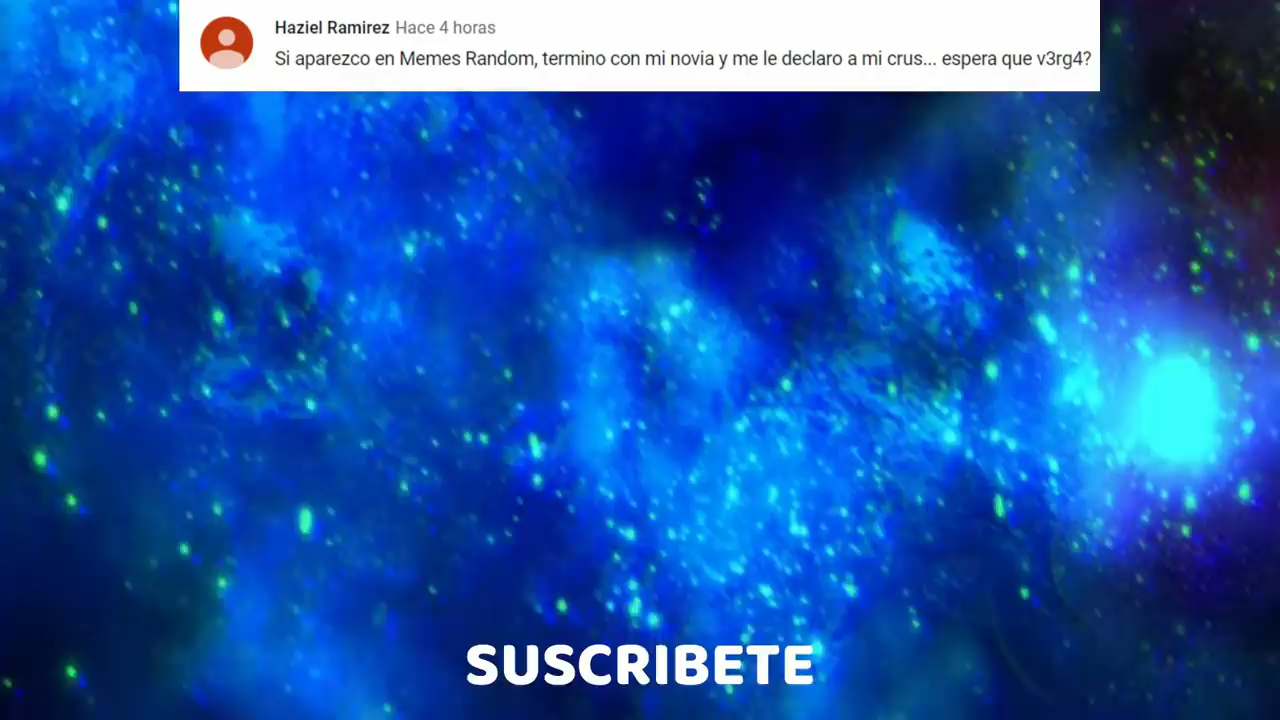 Haziel Ramirez Hace 4 horas
Si aparezco en Memes Random, termino con mi novia y me le declaro a mi crus... espera que v3rg4?
SUSCRIBETE